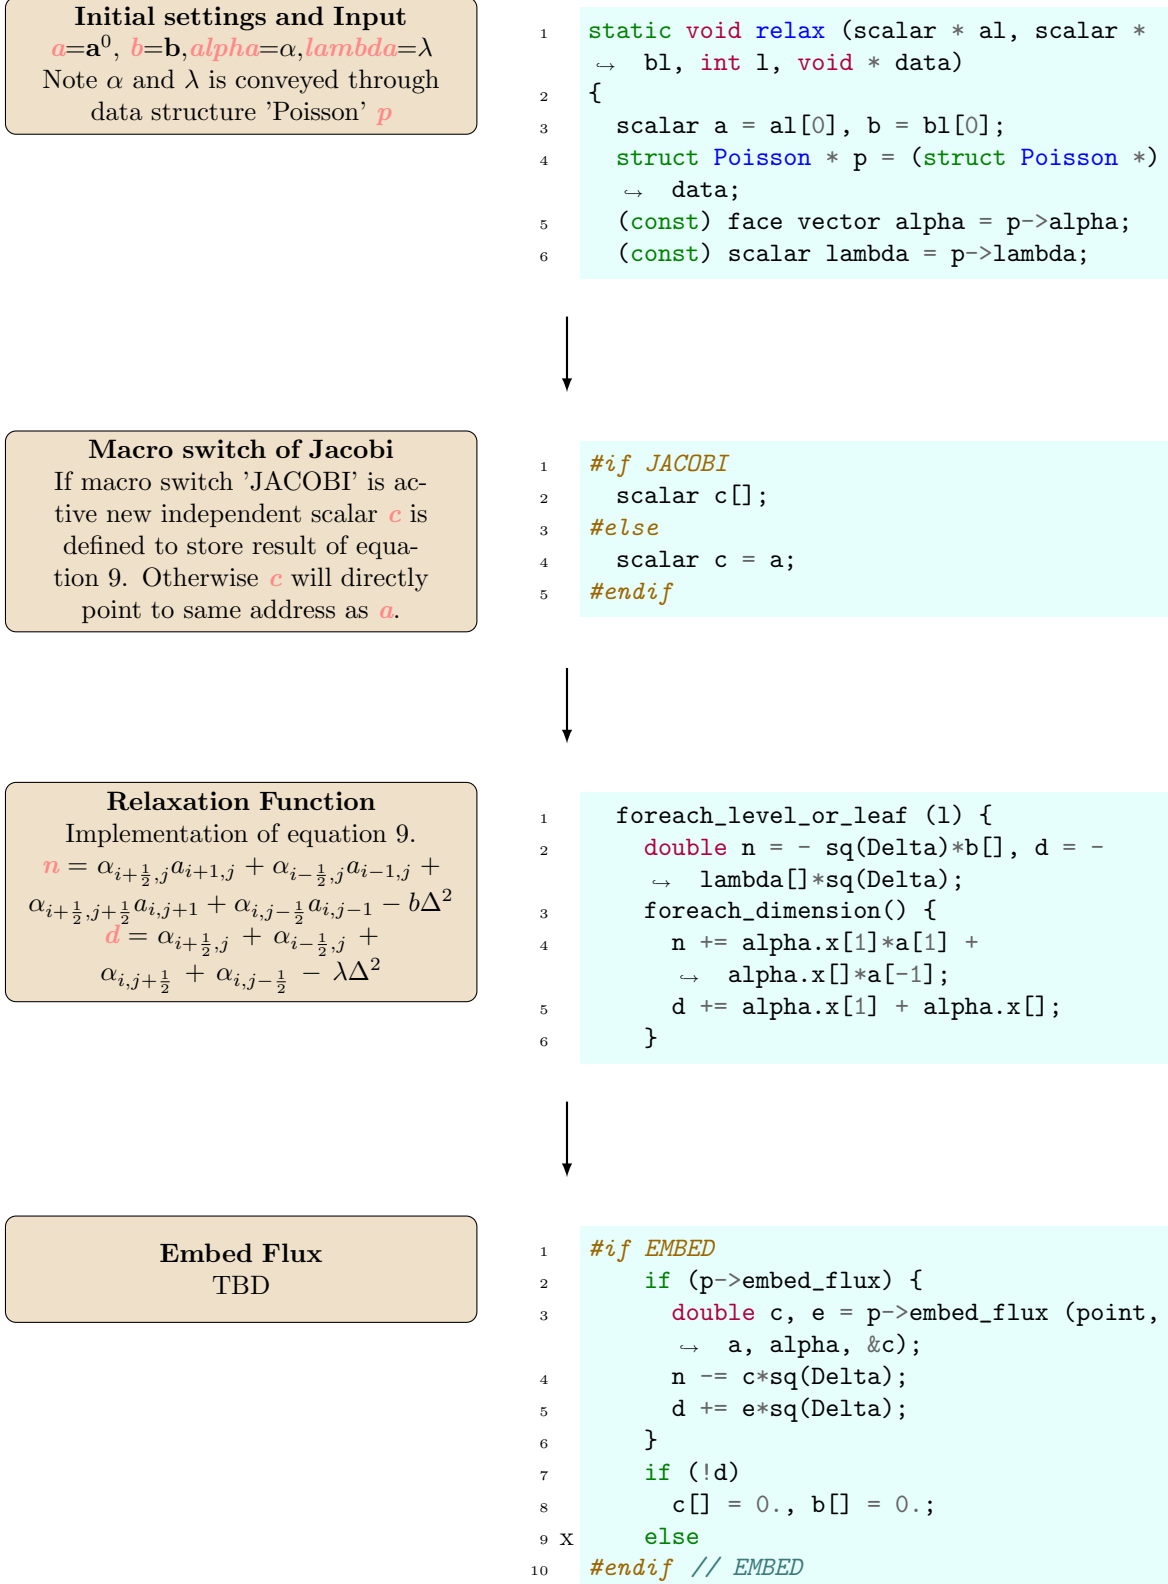 Initial settings and Input
a=a⁰, b=b,alpha=α,lambda=λ
Note α and λ is conveyed through
data structure 'Poisson' p
1 static void relax (scalar * al, scalar *
↪ bl, int l, void * data)
2 {
3 scalar a = al[0], b = bl[0];
4 struct Poisson * p = (struct Poisson *)
↪ data;
5 (const) face vector alpha = p->alpha;
6 (const) scalar lambda = p->lambda;
Macro switch of Jacobi
If macro switch 'JACOBI' is ac-
tive new independent scalar c is
defined to store result of equa-
tion 9. Otherwise c will directly
point to same address as a.
1 #if JACOBI
2 scalar c[];
3 #else
4 scalar c = a;
5 #endif
Relaxation Function
Implementation of equation 9.
n = α_{i+\frac{1}{2},j}a_{i+1,j} + α_{i-\frac{1}{2},j}a_{i-1,j} +
α_{i+\frac{1}{2},j+\frac{1}{2}}a_{i,j+1} + α_{i,j-\frac{1}{2}}a_{i,j-1} − bΔ²
d = α_{i+\frac{1}{2},j} + α_{i-\frac{1}{2},j} +
α_{i,j+\frac{1}{2}} + α_{i,j-\frac{1}{2}} − λΔ²
1 foreach_level_or_leaf (l) {
2 double n = - sq(Delta)*b[], d = -
↪ lambda[]*sq(Delta);
3 foreach_dimension() {
4 n += alpha.x[1]*a[1] +
↪ alpha.x[]*a[-1];
5 d += alpha.x[1] + alpha.x[];
6 }
Embed Flux
TBD
1 #if EMBED
2 if (p->embed_flux) {
3 double c, e = p->embed_flux (point,
↪ a, alpha, &c);
4 n -= c*sq(Delta);
5 d += e*sq(Delta);
6 }
7 if (!d)
8 c[] = 0., b[] = 0.;
9 X else
10 #endif // EMBED